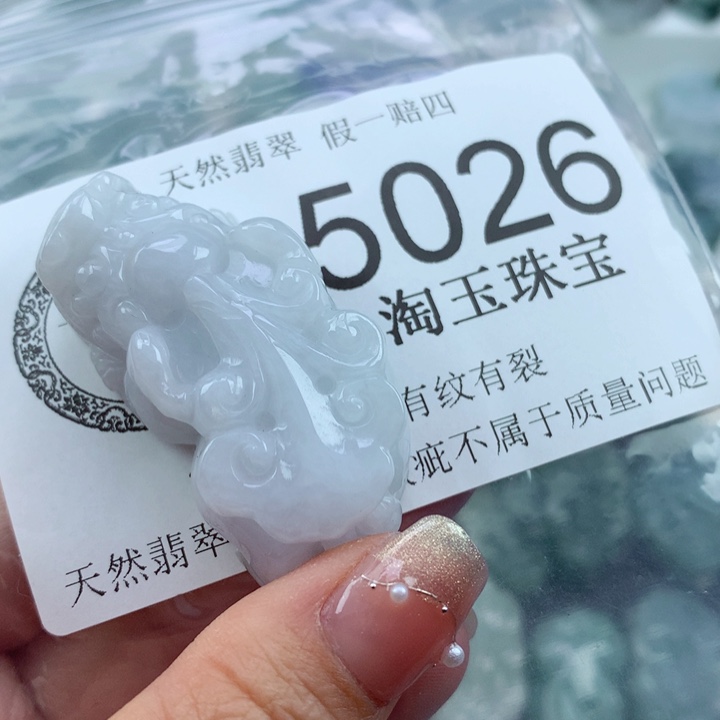 天然翡翠 假一赔四
5026
淘玉珠宝
有纹有裂
疵不属于质量问题
天然翡翠